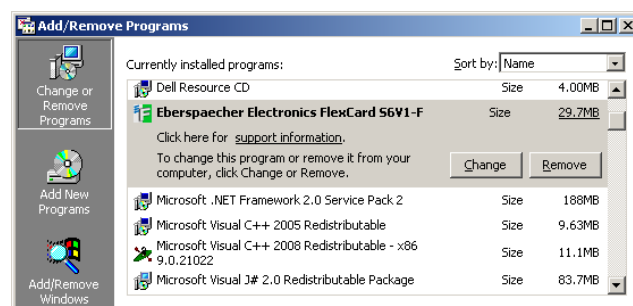 Add/Remove Programs
Change or
Remove
Programs
Add New
Programs
Add/Remove
Windows
Currently installed programs:
Sort by: Name
Dell Resource CD Size 4.00MB
Eberspaecher Electronics FlexCard S6V1-F Size 29.7MB
Click here for support information.
To change this program or remove it from your
computer, click Change or Remove.
Change Remove
Microsoft .NET Framework 2.0 Service Pack 2 Size 188MB
Microsoft Visual C++ 2005 Redistributable Size 9.63MB
Microsoft Visual C++ 2008 Redistributable - x86
9.0.21022 Size 11.1MB
Microsoft Visual J# 2.0 Redistributable Package Size 83.7MB